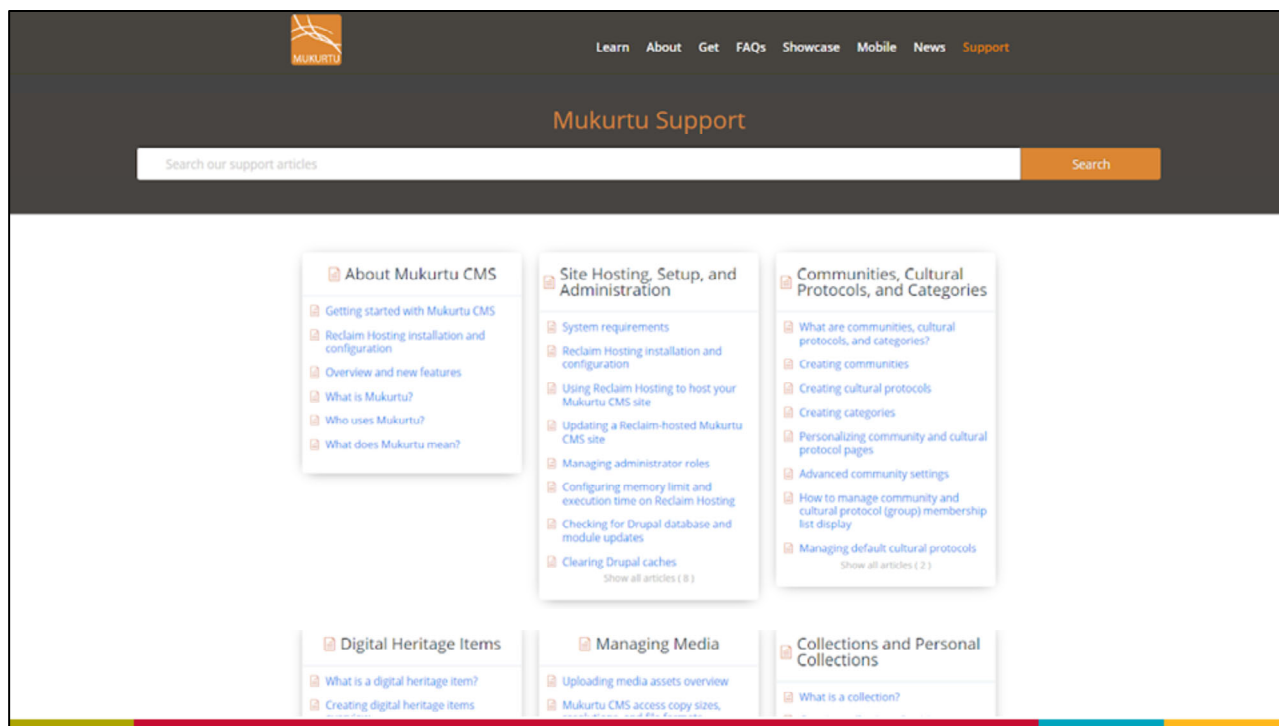 MUKURTU
Learn About Get FAQs Showcase Mobile News Support
Mukurtu Support
Search our support articles
Search
About Mukurtu CMS
Getting started with Mukurtu CMS
Reclaim Hosting installation and
configuration
Overview and new features
What is Mukurtu?
Who uses Mukurtu?
What does Mukurtu mean?
Site Hosting, Setup, and
Administration
System requirements
Reclaim Hosting installation and
configuration
Using Reclaim Hosting to host your
Mukurtu CMS site
Updating a Reclaim-hosted Mukurtu
CMS site
Managing administrator roles
Configuring memory limit and
execution time on Reclaim Hosting
Checking for Drupal database and
module updates
Clearing Drupal caches
Show all articles ( 8 )
Communities, Cultural
Protocols, and Categories
What are communities, cultural
protocols, and categories?
Creating communities
Creating cultural protocols
Creating categories
Personalizing community and cultural
protocol pages
Advanced community settings
How to manage community and
cultural protocol (group) membership
list display
Managing default cultural protocols
Show all articles ( 2 )
Digital Heritage Items
What is a digital heritage item?
Creating digital heritage items
Managing Media
Uploading media assets overview
Mukurtu CMS access copy sizes,
Collections and Personal
Collections
What is a collection?